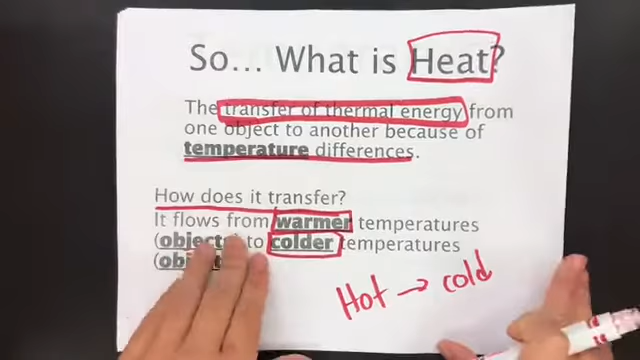 So... What is Heat?
The transfer of thermal energy from
one object to another because of
temperature differences.
How does it transfer?
It flows from warmer temperatures
(objects) to colder temperatures
Hot → cold